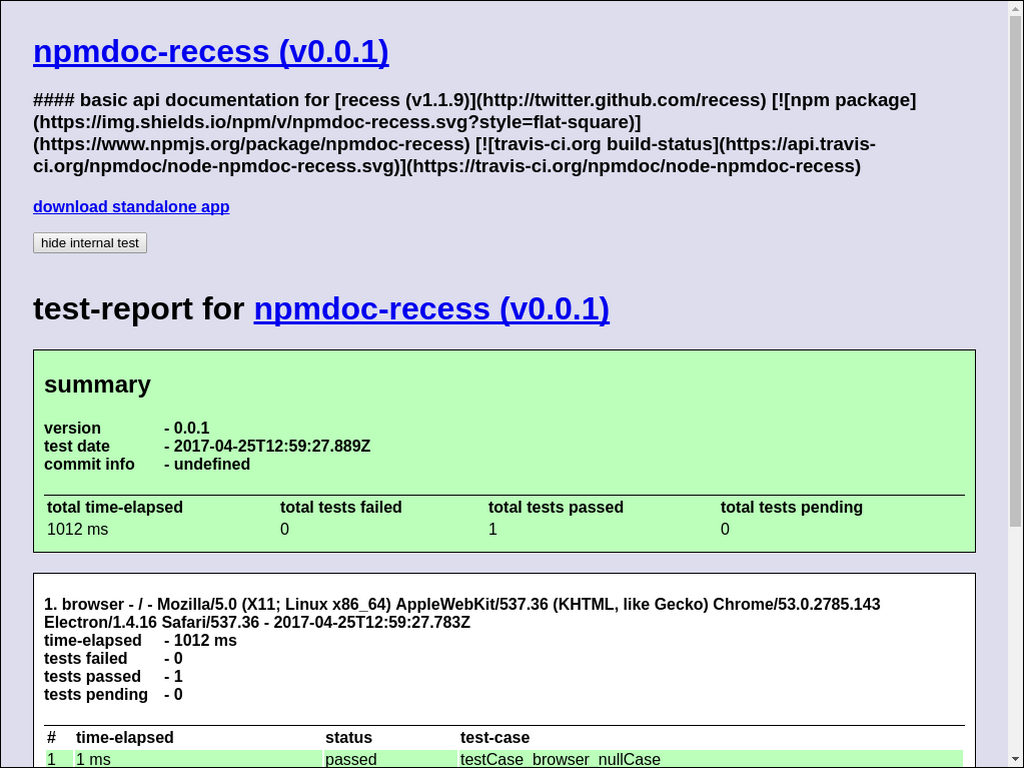 npmdoc-recess (v0.0.1)
#### basic api documentation for [recess (v1.1.9)](http://twitter.github.com/recess) [![npm package]
(https://img.shields.io/npm/v/npmdoc-recess.svg?style=flat-square)]
(https://www.npmjs.org/package/npmdoc-recess) [![travis-ci.org build-status](https://api.travis-
ci.org/npmdoc/node-npmdoc-recess.svg)](https://travis-ci.org/npmdoc/node-npmdoc-recess)
download standalone app
hide internal test
test-report for npmdoc-recess (v0.0.1)
summary
version - 0.0.1
test date - 2017-04-25T12:59:27.889Z
commit info - undefined
total time-elapsed total tests failed total tests passed total tests pending
1012 ms 0 1 0
1. browser - / - Mozilla/5.0 (X11; Linux x86_64) AppleWebKit/537.36 (KHTML, like Gecko) Chrome/53.0.2785.143
Electron/1.4.16 Safari/537.36 - 2017-04-25T12:59:27.783Z
time-elapsed - 1012 ms
tests failed - 0
tests passed - 1
tests pending - 0
# time-elapsed status test-case
1 1 ms passed testCase_browser_nullCase